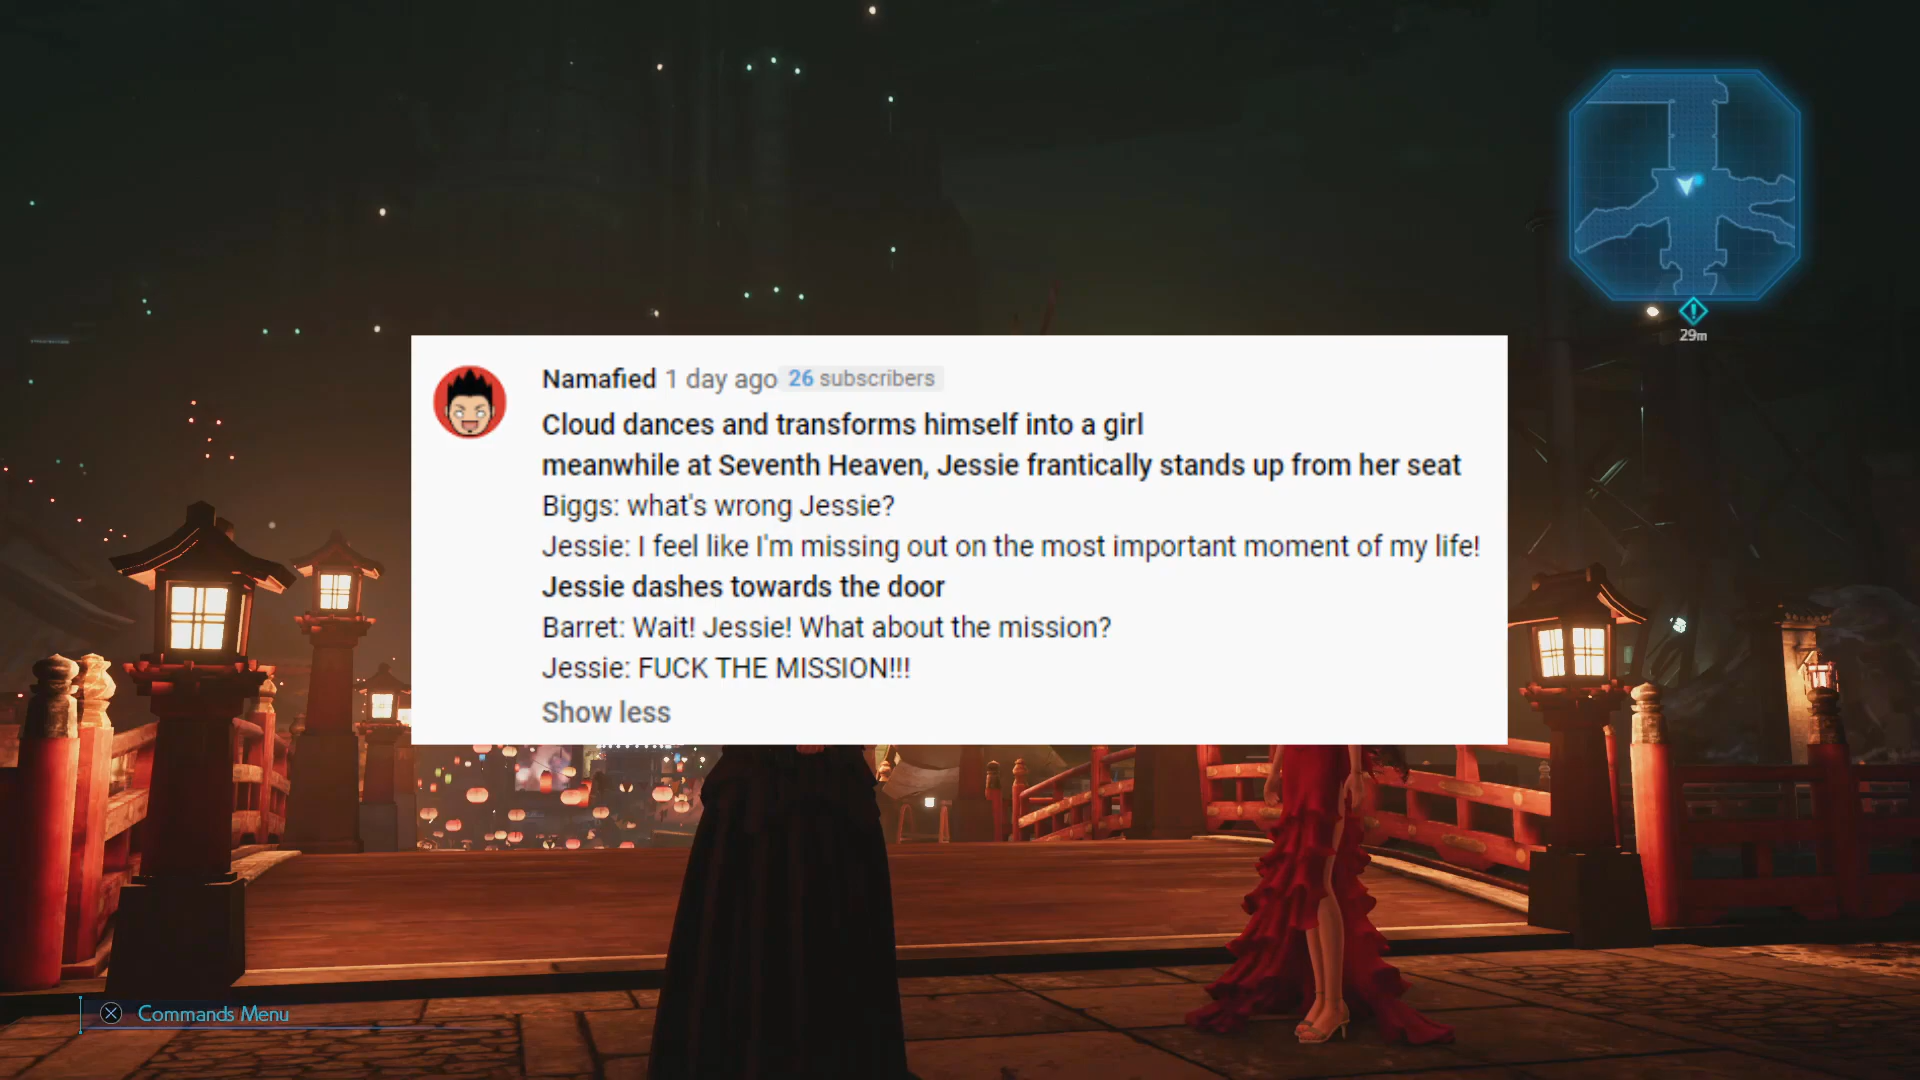 29m
Namafied 1 day ago 26 subscribers
Cloud dances and transforms himself into a girl
meanwhile at Seventh Heaven, Jessie frantically stands up from her seat
Biggs: what's wrong Jessie?
Jessie: I feel like I'm missing out on the most important moment of my life!
Jessie dashes towards the door
Barret: Wait! Jessie! What about the mission?
Jessie: FUCK THE MISSION!!!
Show less
Commands Menu